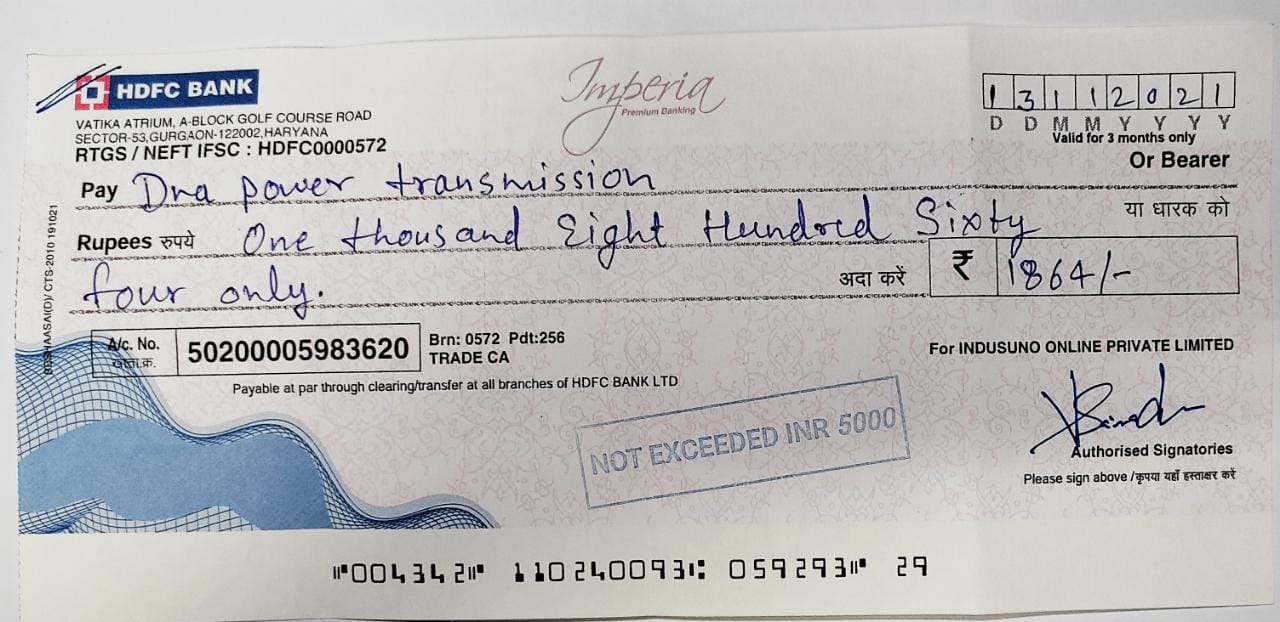 HDFC BANK
Imperia
Premium Banking
VATIKA ATRIUM, A-BLOCK GOLF COURSE ROAD
SECTOR-53,GURGAON-122002,HARYANA
RTGS / NEFT IFSC : HDFC0000572
1 3 1 1 2 0 2 1
D D M M Y Y Y Y
Valid for 3 months only
Or Bearer
Pay Dna power transmission
या धारक को
Rupees रुपये One thousand Eight Hundred Sixty
four only.
अदा करें ₹ 1864/-
CTS-2010 191021
A/c. No. 50200005983620
Brn: 0572 Pdt:256
TRADE CA
Payable at par through clearing/transfer at all branches of HDFC BANK LTD
For INDUSUNO ONLINE PRIVATE LIMITED
NOT EXCEEDED INR 5000
Authorised Signatories
Please sign above /कृपया यहाँ हस्ताक्षर करें
⑈004342⑈ 110240093⑆ 059293⑈ 29